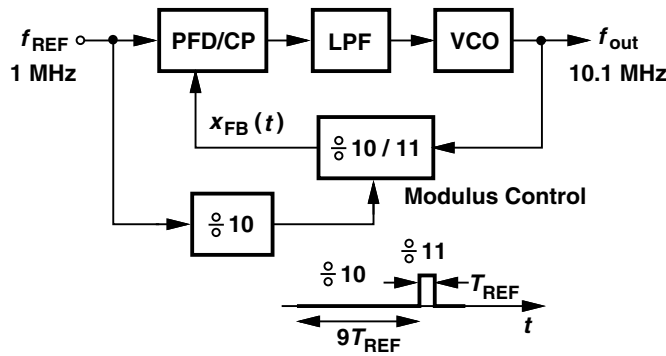 f_REF
1 MHz
PFD/CP
LPF
VCO
f_out
10.1 MHz
x_FB (t)
÷ 10 / 11
Modulus Control
÷ 10
÷ 11
÷ 10
T_REF
9T_REF
t